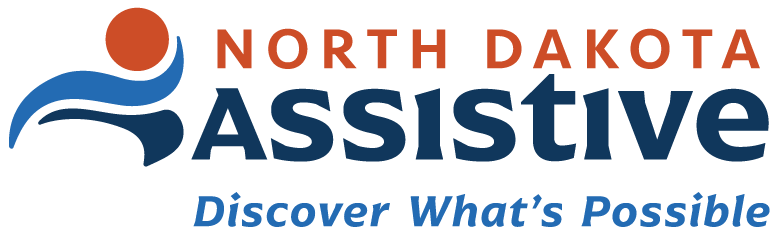 NORTH DAKOTA
Assistive
Discover What's Possible